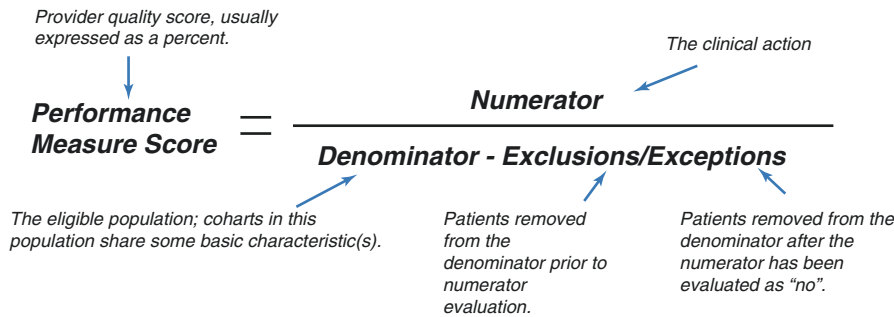 Provider quality score, usually
expressed as a percent.
The clinical action
Performance
Measure Score
=
Numerator
Denominator - Exclusions/Exceptions
The eligible population; coharts in this
population share some basic characteristic(s).
Patients removed
from the
denominator prior to
numerator
evaluation.
Patients removed from the
denominator after the
numerator has been
evaluated as “no”.